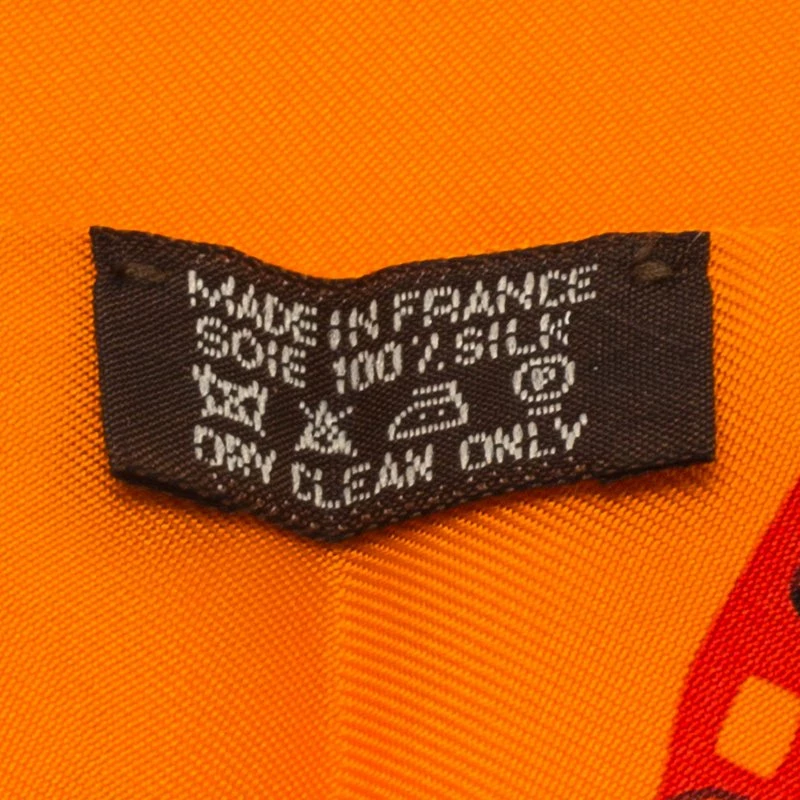 MADE IN FRANCE
SOIE 100% SILK
P
DRY CLEAN ONLY